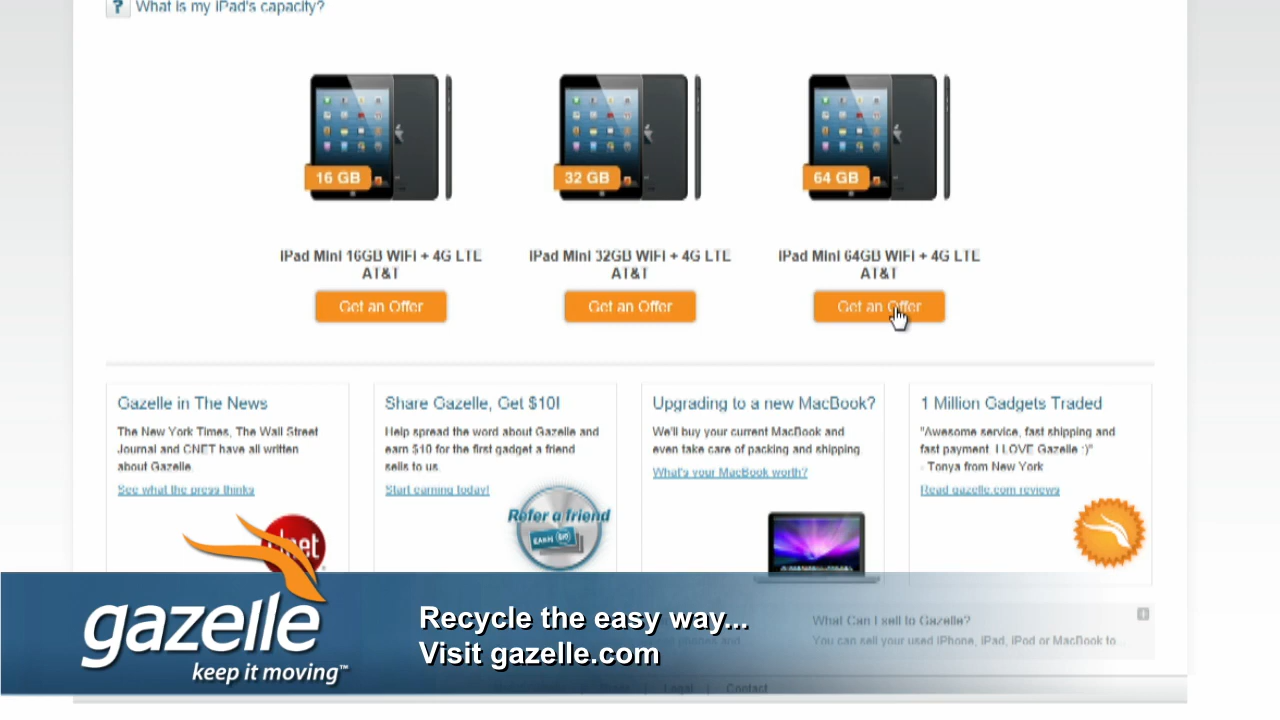 ? What is my iPad's capacity?
16 GB
32 GB
64 GB
iPad Mini 16GB WiFi + 4G LTE
AT&T
iPad Mini 32GB WiFi + 4G LTE
AT&T
iPad Mini 64GB WiFi + 4G LTE
AT&T
Get an Offer
Get an Offer
Get an Offer
Gazelle in The News
The New York Times, The Wall Street
Journal and CNET have all written
about Gazelle.
See what the press thinks
cnet
Share Gazelle, Get $10!
Help spread the word about Gazelle and
earn $10 for the first gadget a friend
sells to us.
Start earning today!
Refer a friend
EARN $10
Upgrading to a new MacBook?
We'll buy your current MacBook and
even take care of packing and shipping
What's your MacBook worth?
1 Million Gadgets Traded
"Awesome service, fast shipping and
fast payment. I LOVE Gazelle :)"
- Tonya from New York
Read gazelle.com reviews
gazelle
keep it moving™
Recycle the easy way...
Visit gazelle.com
What Can I sell to Gazelle?
You can sell your used iPhone, iPad, iPod or MacBook to...
| Legal | Contact